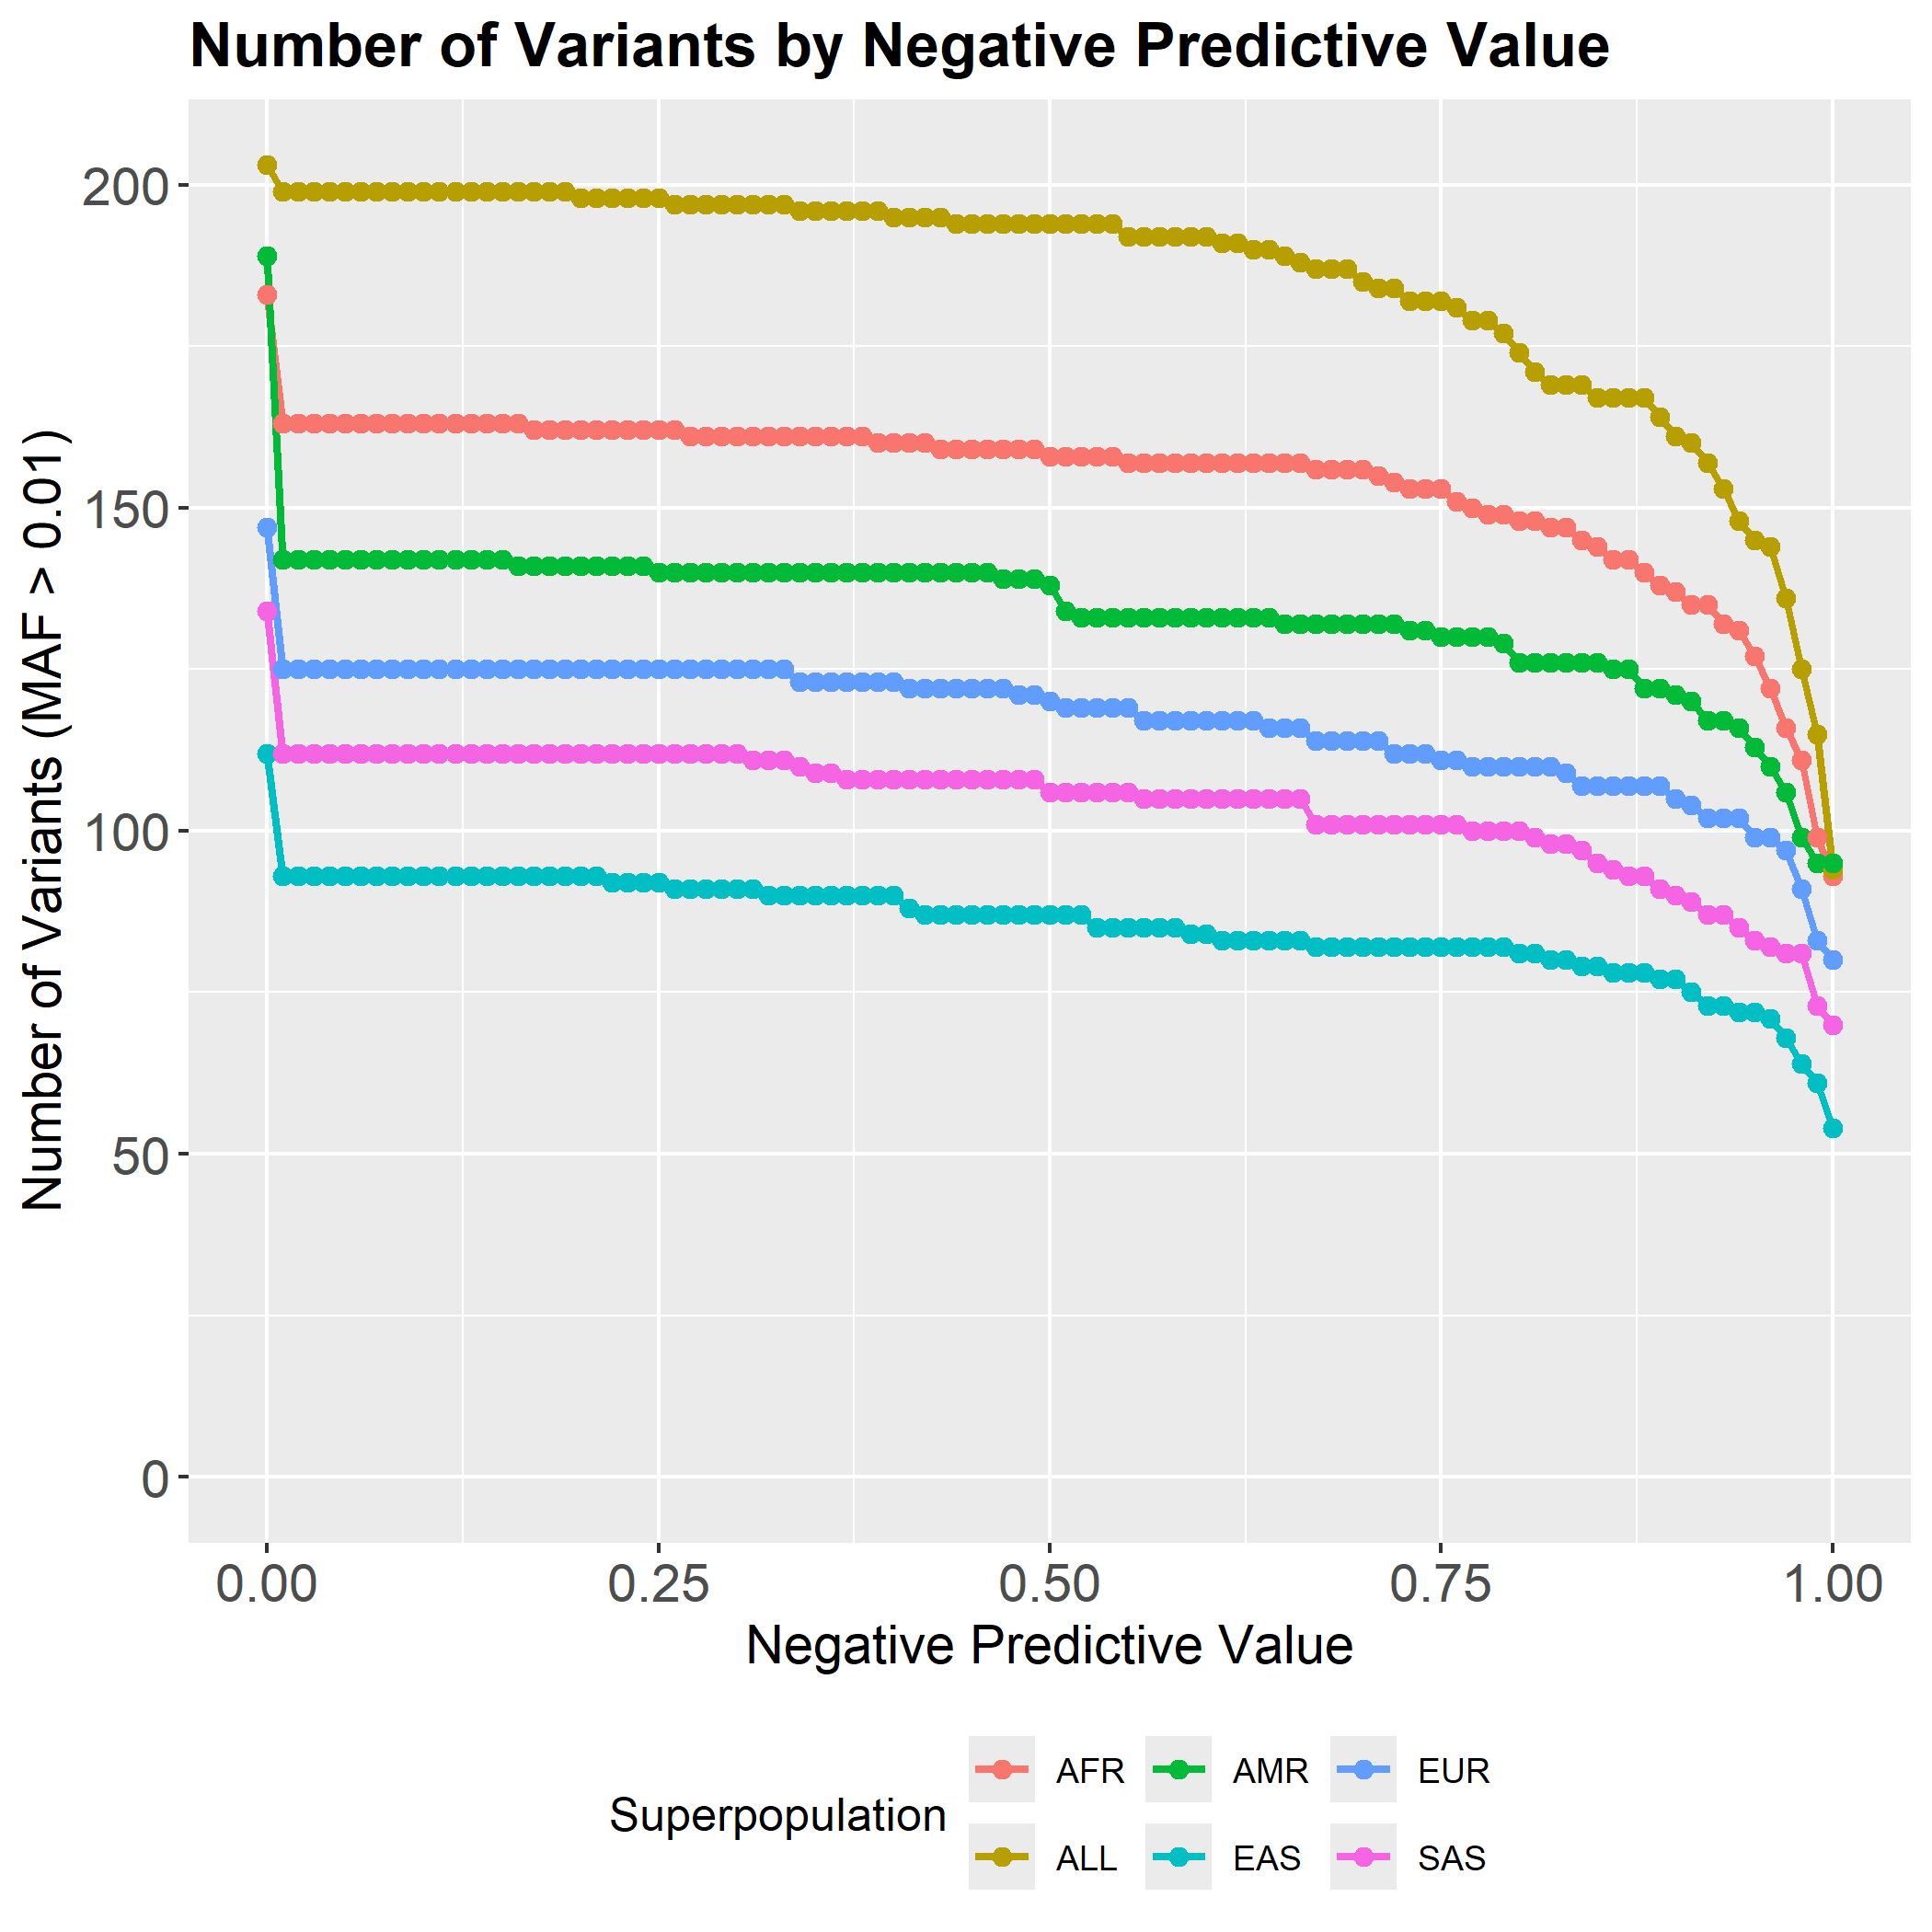 Number of Variants by Negative Predictive Value
Number of Variants (MAF > 0.01)
200
150
100
50
0
0.00 0.25 0.50 0.75 1.00
Negative Predictive Value
Superpopulation
AFR AMR EUR
ALL EAS SAS